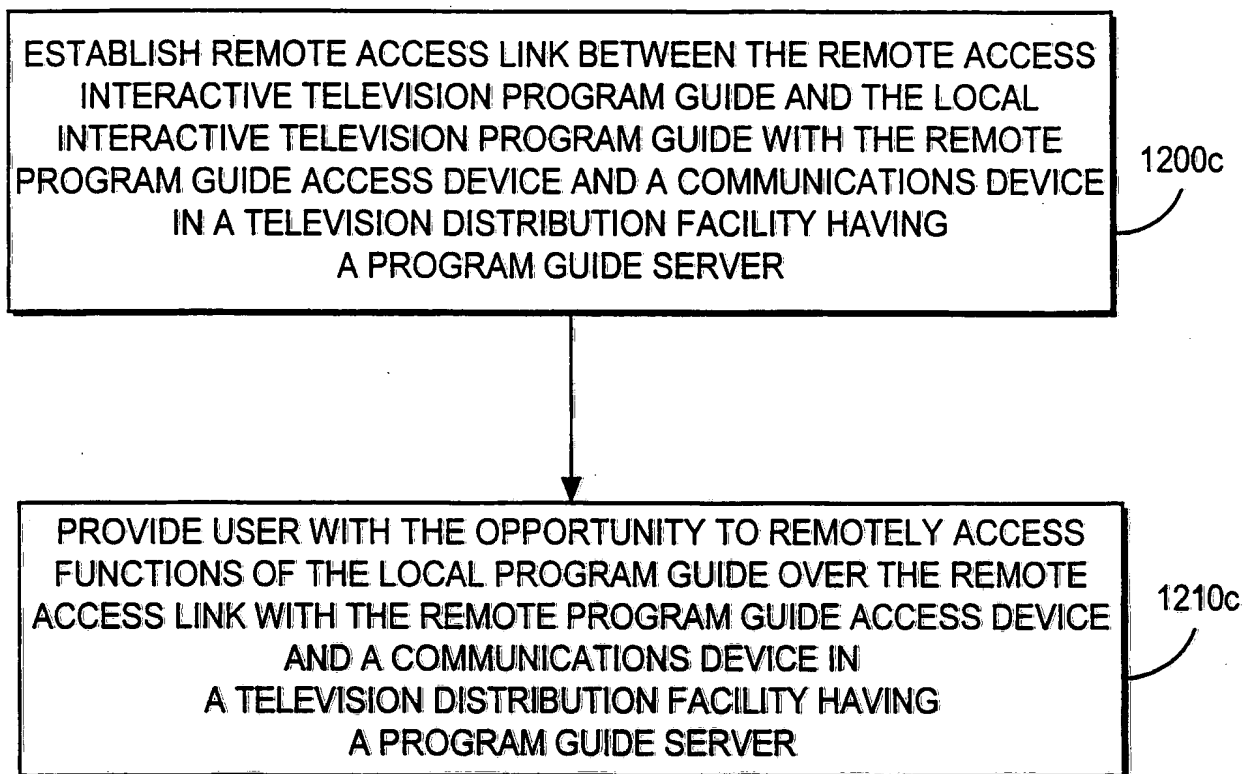 ESTABLISH REMOTE ACCESS LINK BETWEEN THE REMOTE ACCESS
INTERACTIVE TELEVISION PROGRAM GUIDE AND THE LOCAL
INTERACTIVE TELEVISION PROGRAM GUIDE WITH THE REMOTE
PROGRAM GUIDE ACCESS DEVICE AND A COMMUNICATIONS DEVICE
IN A TELEVISION DISTRIBUTION FACILITY HAVING
A PROGRAM GUIDE SERVER
1200c
PROVIDE USER WITH THE OPPORTUNITY TO REMOTELY ACCESS
FUNCTIONS OF THE LOCAL PROGRAM GUIDE OVER THE REMOTE
ACCESS LINK WITH THE REMOTE PROGRAM GUIDE ACCESS DEVICE
AND A COMMUNICATIONS DEVICE IN
A TELEVISION DISTRIBUTION FACILITY HAVING
A PROGRAM GUIDE SERVER
1210c